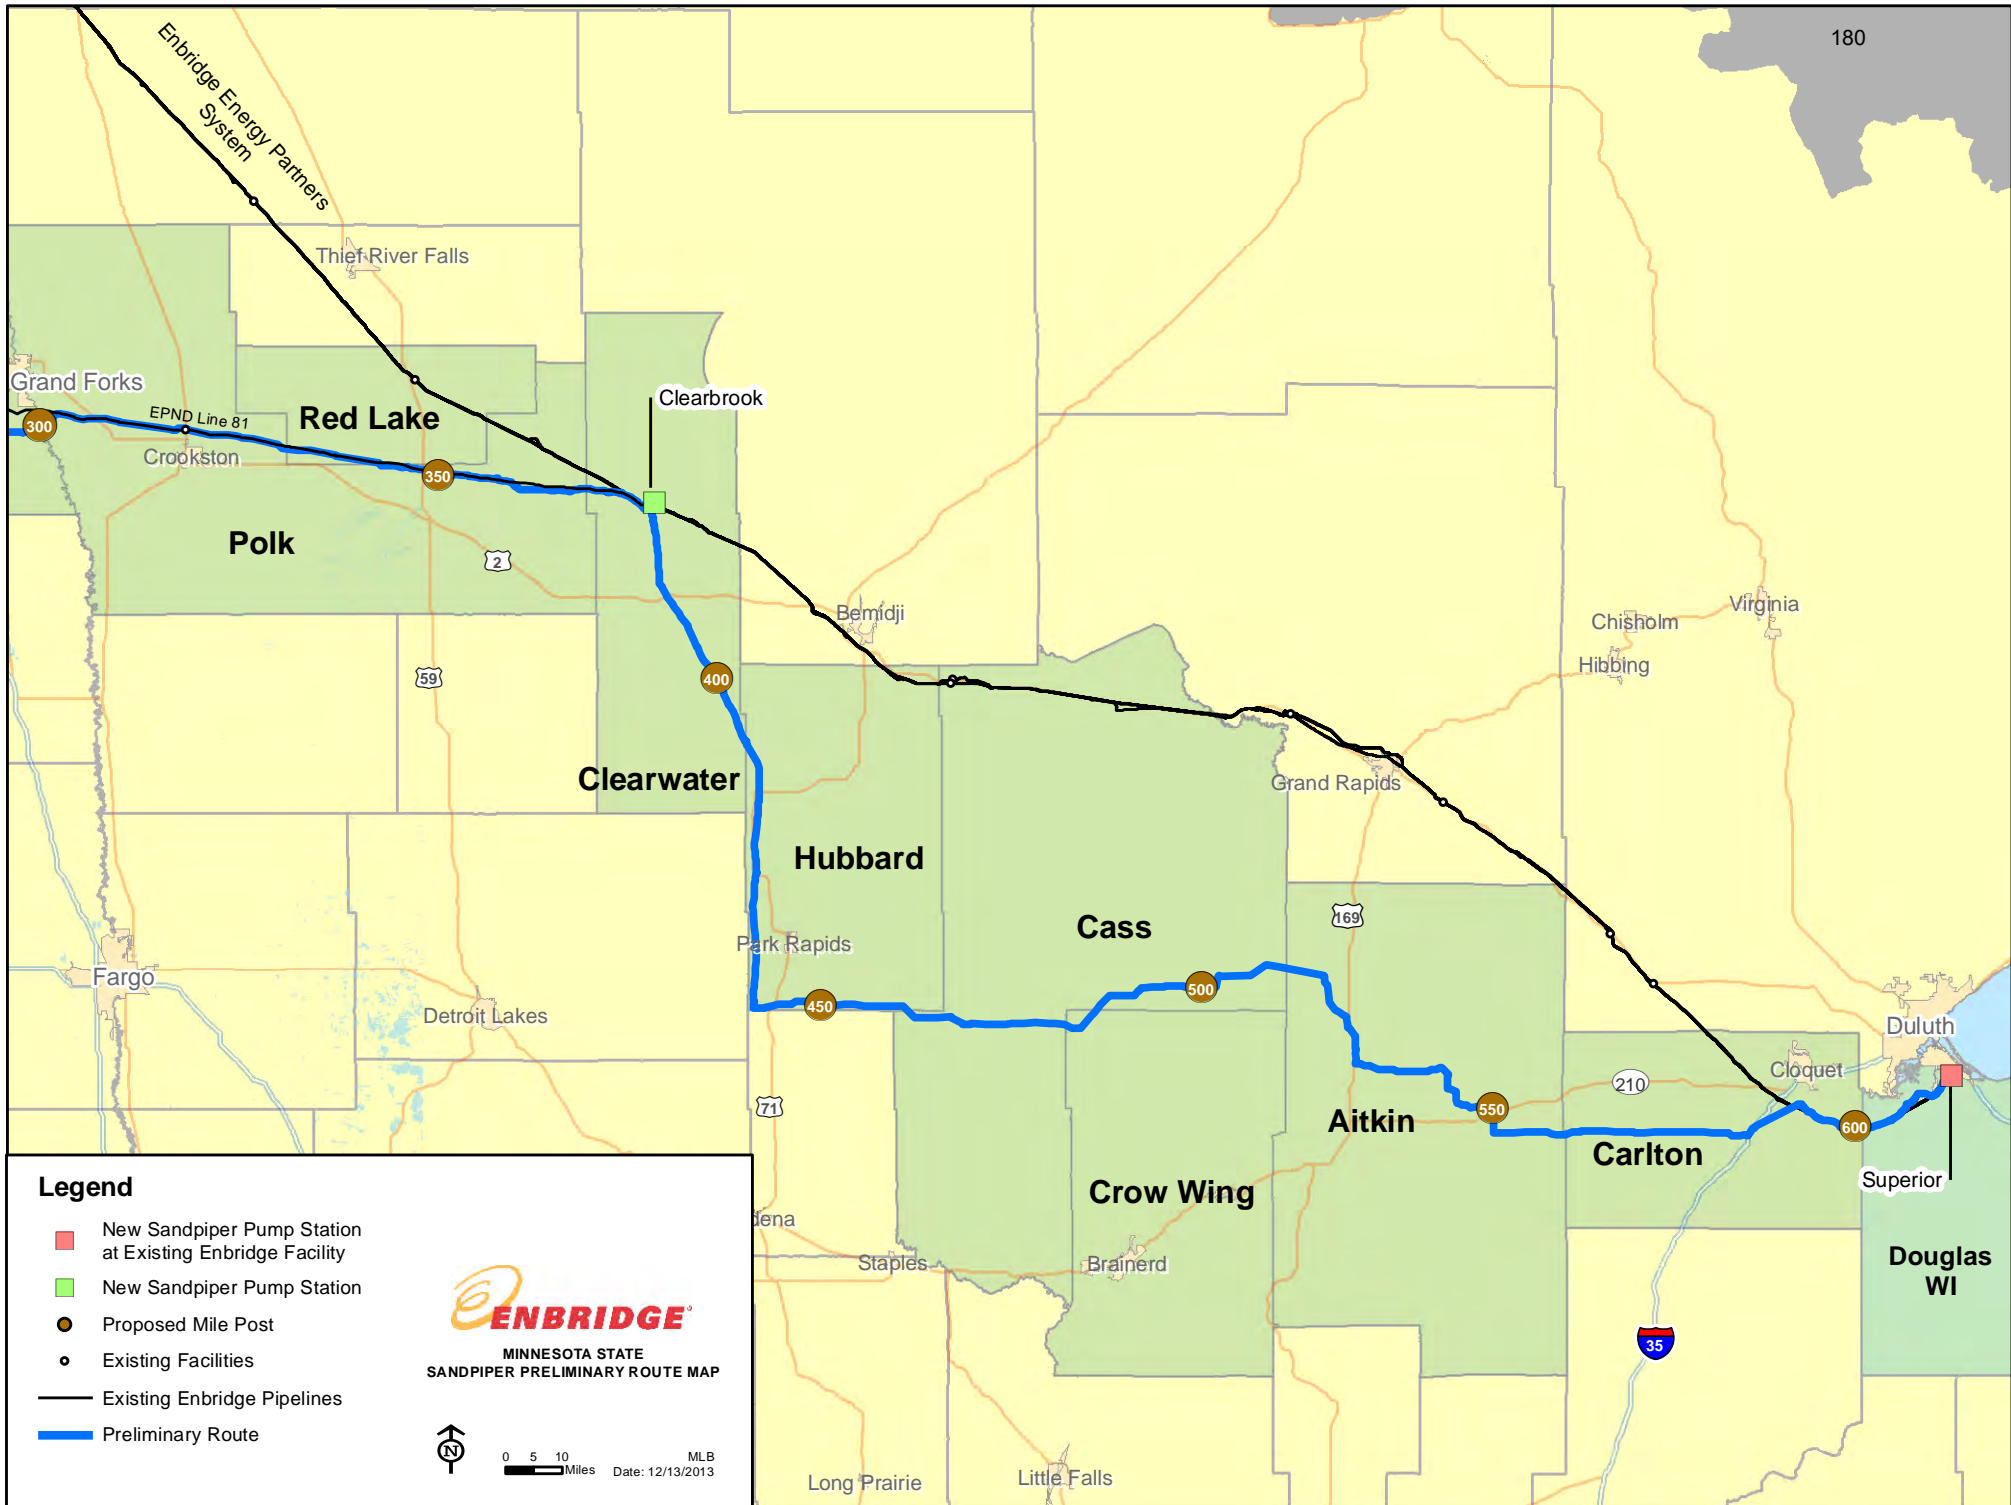 180
Enbridge Energy Partners
System
Thief River Falls
Grand Forks
300
EPND Line 81
Crookston
Red Lake
350
Clearbrook
Polk
2
59
Bemidji
400
Virginia
Chisholm
Hibbing
Grand Rapids
Clearwater
Hubbard
Cass
169
Park Rapids
Fargo
Detroit Lakes
450
500
Duluth
Cloquet
210
71
550
Aitkin
600
Carlton
Superior
Crow Wing
dena
Staples
Brainerd
Douglas
WI
35
Long Prairie
Little Falls
Legend
New Sandpiper Pump Station
at Existing Enbridge Facility
New Sandpiper Pump Station
Proposed Mile Post
Existing Facilities
Existing Enbridge Pipelines
Preliminary Route
ENBRIDGE
MINNESOTA STATE
SANDPIPER PRELIMINARY ROUTE MAP
N
0 5 10
Miles
MLB
Date: 12/13/2013